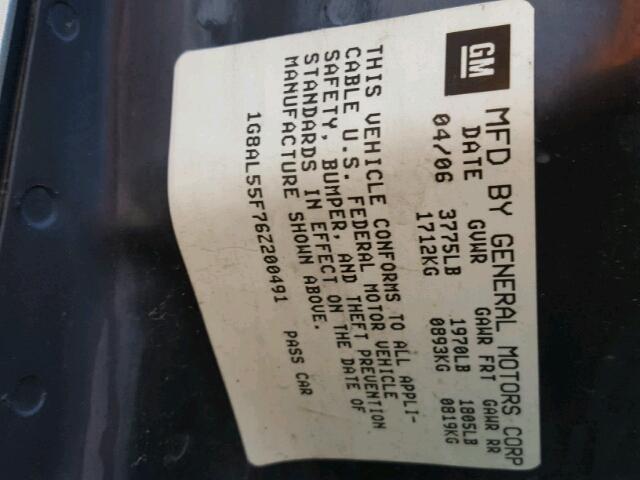 GM
MFD BY GENERAL MOTORS CORP
DATE GVWR GAWR FRT GAWR RR
04/06 3775LB 1970LB 1805LB
1712KG 0893KG 0819KG
THIS VEHICLE CONFORMS TO ALL APPLI-
CABLE U.S. FEDERAL MOTOR VEHICLE
SAFETY, BUMPER, AND THEFT PREVENTION
STANDARDS IN EFFECT ON THE DATE OF
MANUFACTURE SHOWN ABOVE.
1G8AL55F76Z200491 PASS CAR